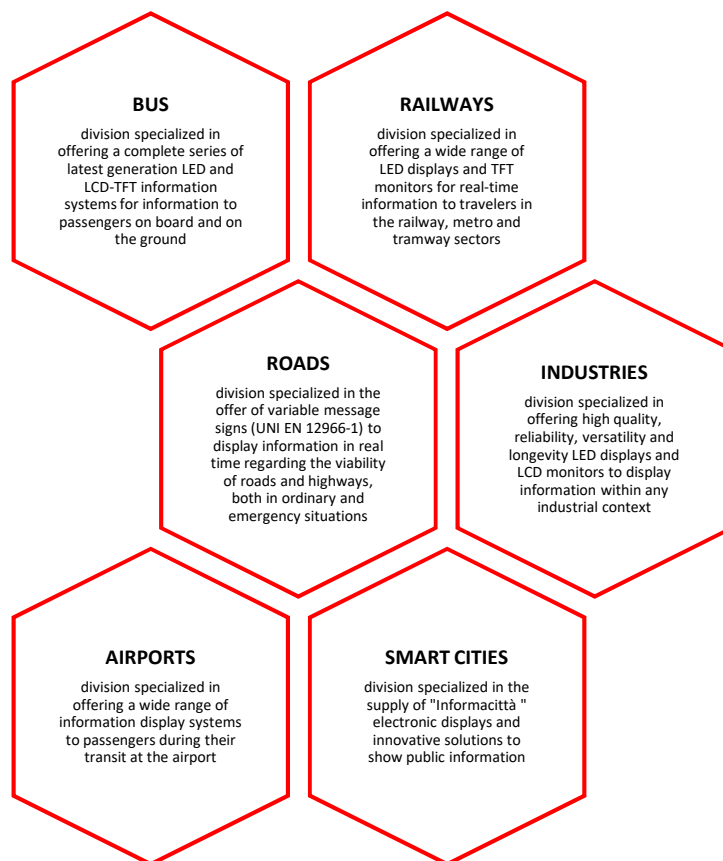 BUS
division specialized in
offering a complete series of
latest generation LED and
LCD-TFT information
systems for information to
passengers on board and on
the ground
RAILWAYS
division specialized in
offering a wide range of
LED displays and TFT
monitors for real-time
information to travelers in
the railway, metro and
tramway sectors
ROADS
division specialized in the
offer of variable message
signs (UNI EN 12966-1) to
display information in real
time regarding the viability
of roads and highways,
both in ordinary and
emergency situations
INDUSTRIES
division specialized in
offering high quality,
reliability, versatility and
longevity LED displays and
LCD monitors to display
information within any
industrial context
AIRPORTS
division specialized in
offering a wide range of
information display systems
to passengers during their
transit at the airport
SMART CITIES
division specialized in the
supply of "Informacittà "
electronic displays and
innovative solutions to
show public information